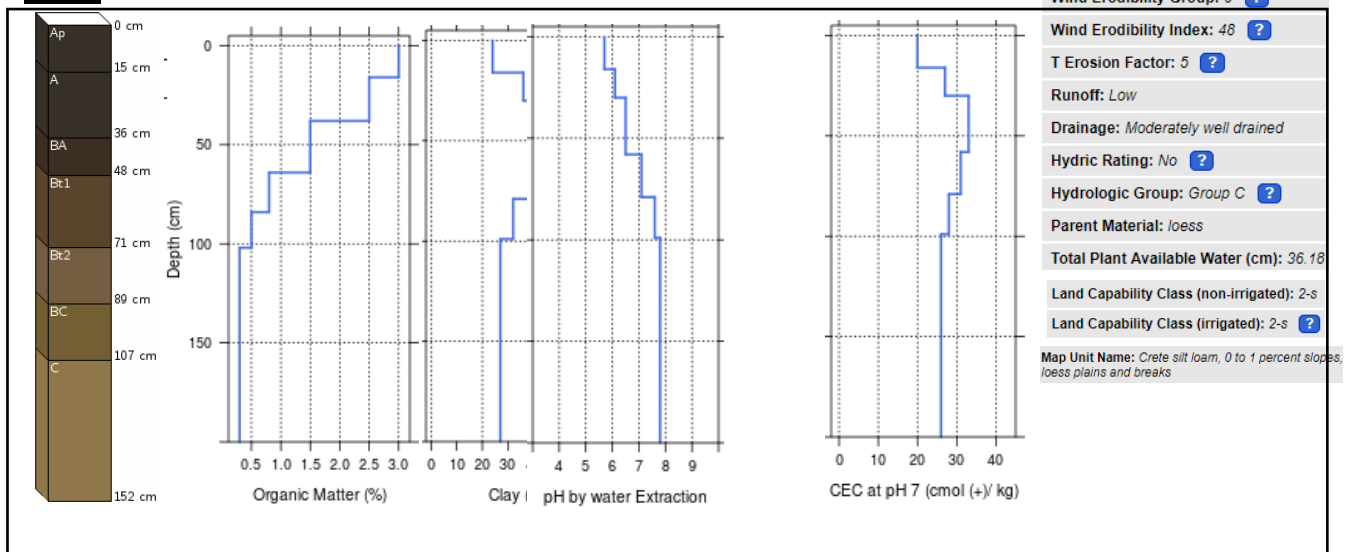 Ap
0 cm
15 cm
A
36 cm
BA
48 cm
Bt1
71 cm
Bt2
89 cm
BC
107 cm
C
152 cm
Depth (cm)
0
50
100
150
0.5 1.0 1.5 2.0 2.5 3.0
Organic Matter (%)
0 10 20 30
Clay (
4 5 6 7 8 9
pH by water Extraction
0 10 20 30 40
CEC at pH 7 (cmol (+)/ kg)
Wind Erodibility Group:
Wind Erodibility Index: 48 ?
T Erosion Factor: 5 ?
Runoff: Low
Drainage: Moderately well drained
Hydric Rating: No ?
Hydrologic Group: Group C ?
Parent Material: loess
Total Plant Available Water (cm): 36.18
Land Capability Class (non-irrigated): 2-s
Land Capability Class (irrigated): 2-s ?
Map Unit Name: Crete silt loam, 0 to 1 percent slopes,
loess plains and breaks